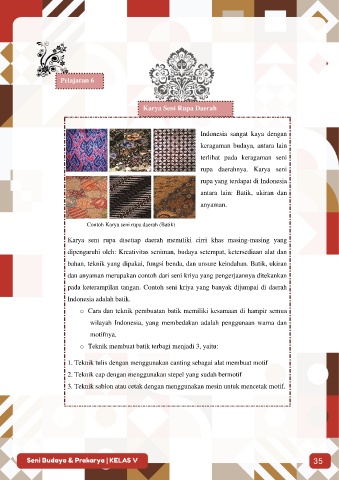 Pelajaran 6
Karya Seni Rupa Daerah
Indonesia sangat kaya dengan
keragaman budaya, antara lain
terlihat pada keragaman seni
rupa daerahnya. Karya seni
rupa yang terdapat di Indonesia
antara lain: Batik, ukiran dan
anyaman.
Contoh Karya seni rupa daerah (Batik)
Karya seni rupa disetiap daerah memiliki cirri khas masing-masing yang
dipengaruhi oleh: Kreativitas seniman, budaya setempat, ketersediaan alat dan
bahan, teknik yang dipakai, fungsi benda, dan unsure keindahan. Batik, ukiran
dan anyaman merupakan contoh dari seni kriya yang pengerjaannya ditekankan
pada keterampilan tangan. Contoh seni kriya yang banyak dijumpai di daerah
Indonesia adalah batik.
o Cara dan teknik pembuatan batik memiliki kesamaan di hampir semua
wilayah Indonesia, yang membedakan adalah penggunaan warna dan
motifnya.
o Teknik membuat batik terbagi menjadi 3, yaitu:
1. Teknik tulis dengan menggunakan canting sebagai alat membuat motif
2. Teknik cap dengan menggunakan stepel yang sudah bermotif
3. Teknik sablon atau cetak dengan menggunakan mesin untuk mencetak motif.
Seni Budaya & Prakarya | KELAS V
35